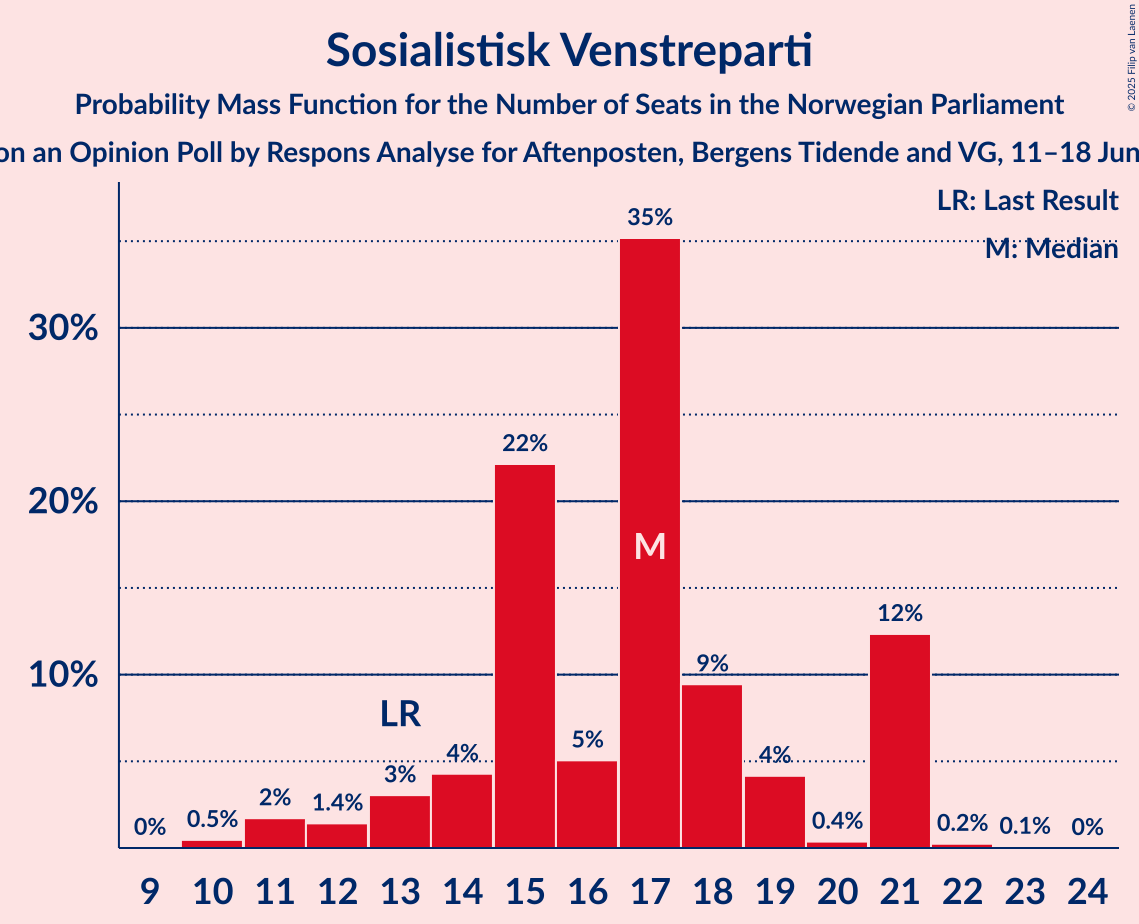 Sosialistisk Venstreparti
Probability Mass Function for the Number of Seats in the Norwegian Parliament
on an Opinion Poll by Respons Analyse for Aftenposten, Bergens Tidende and VG, 11–18 Jun
© 2025 Filip van Laenen
LR: Last Result
M: Median
30%
20%
10%
0% 0.5% 2% 1.4% 3% 4% 22% 5% 35% 9% 4% 0.4% 12% 0.2% 0.1% 0%
LR
M
9 10 11 12 13 14 15 16 17 18 19 20 21 22 23 24